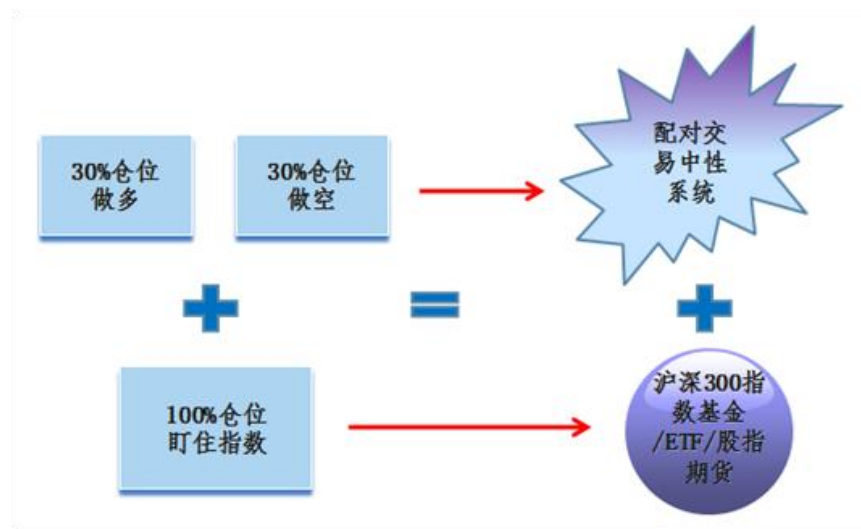 30%仓位
做多
30%仓位
做空
配对交
易中性
系统
100%仓位
盯住指数
沪深300指
数基金
/ETF/股指
期货